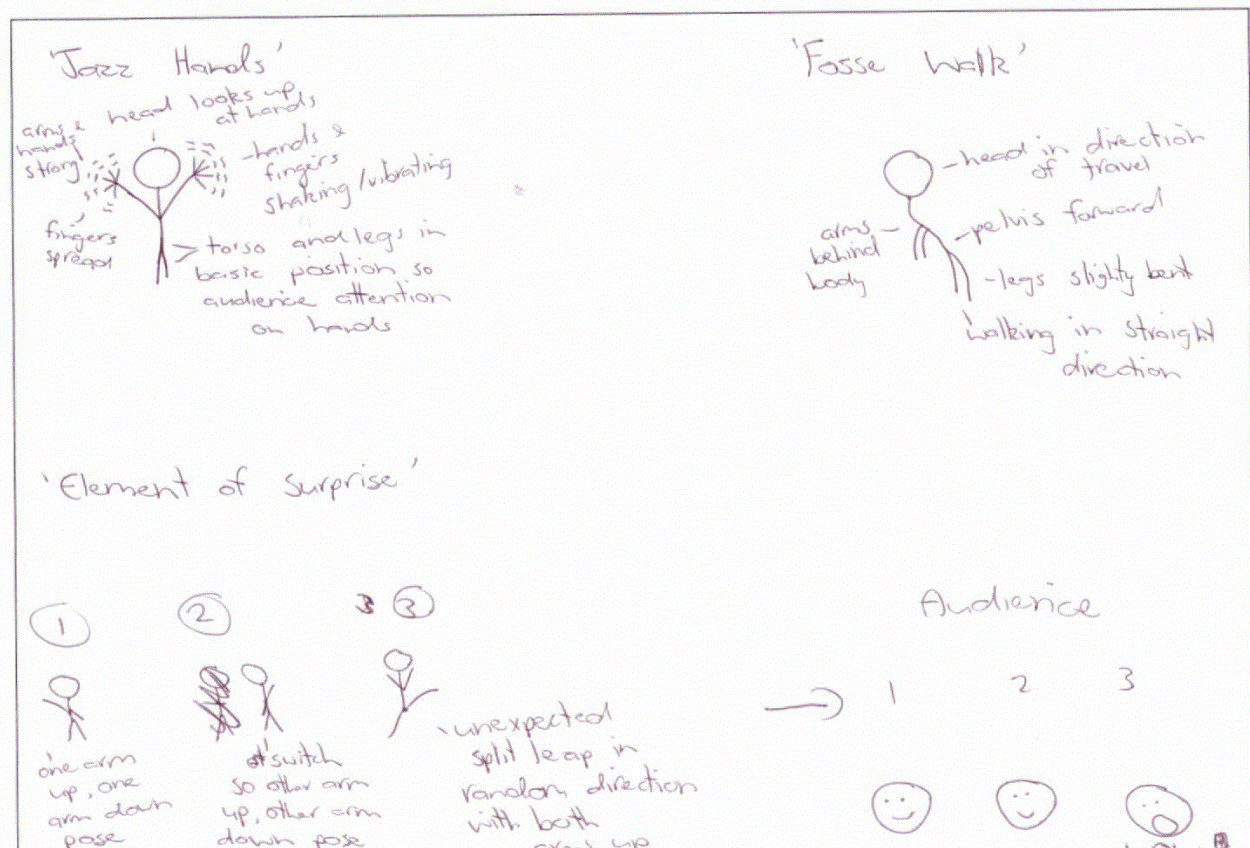 'Jazz Hands'
arms &
hands
strong
head looks up
at hands
-hands &
fingers
shaking/vibrating
fingers
spread
torso and legs in
basic position so
audience attention
on hands
'Fosse Walk'
-head in direction
of travel
arms-
behind
body
-pelvis forward
-legs slighty bent
walking in straight
direction
'Element of surprise'
1
2
3 3
one arm
up, one
arm down
pose
switch
so other arm
up, other arm
down pose
unexpected
split leap in
random direction
with both
arms up
Audience
1 2 3